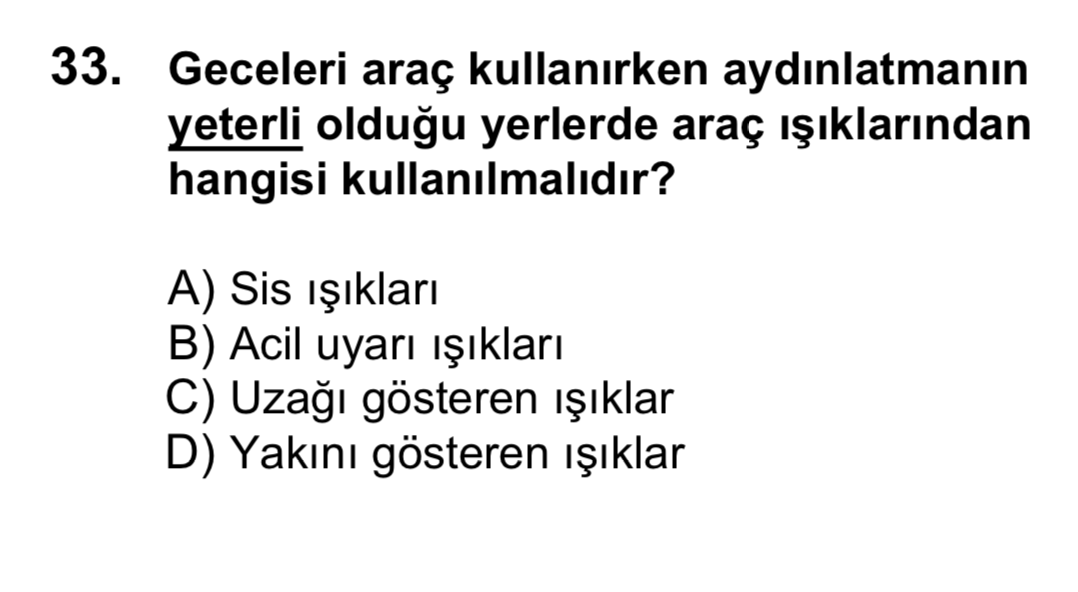 33. Geceleri araç kullanırken aydınlatmanın
yeterli olduğu yerlerde araç ışıklarından
hangisi kullanılmalıdır?
A) Sis ışıkları
B) Acil uyarı ışıkları
C) Uzağı gösteren ışıklar
D) Yakını gösteren ışıklar